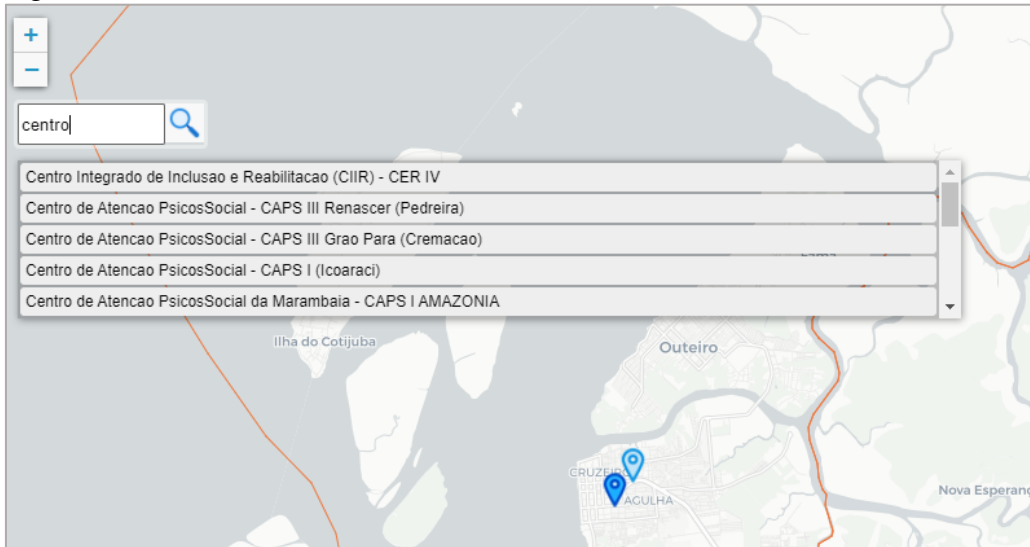 +
−
centro
Centro Integrado de Inclusao e Reabilitacao (CIIR) - CER IV
Centro de Atencao PsicosSocial - CAPS III Renascer (Pedreira)
Centro de Atencao PsicosSocial - CAPS III Grao Para (Cremacao)
Centro de Atencao PsicosSocial - CAPS I (Icoaraci)
Centro de Atencao PsicosSocial da Marambaia - CAPS I AMAZONIA
Ilha do Cotijuba
Outeiro
CRUZEIRO
AGULHA